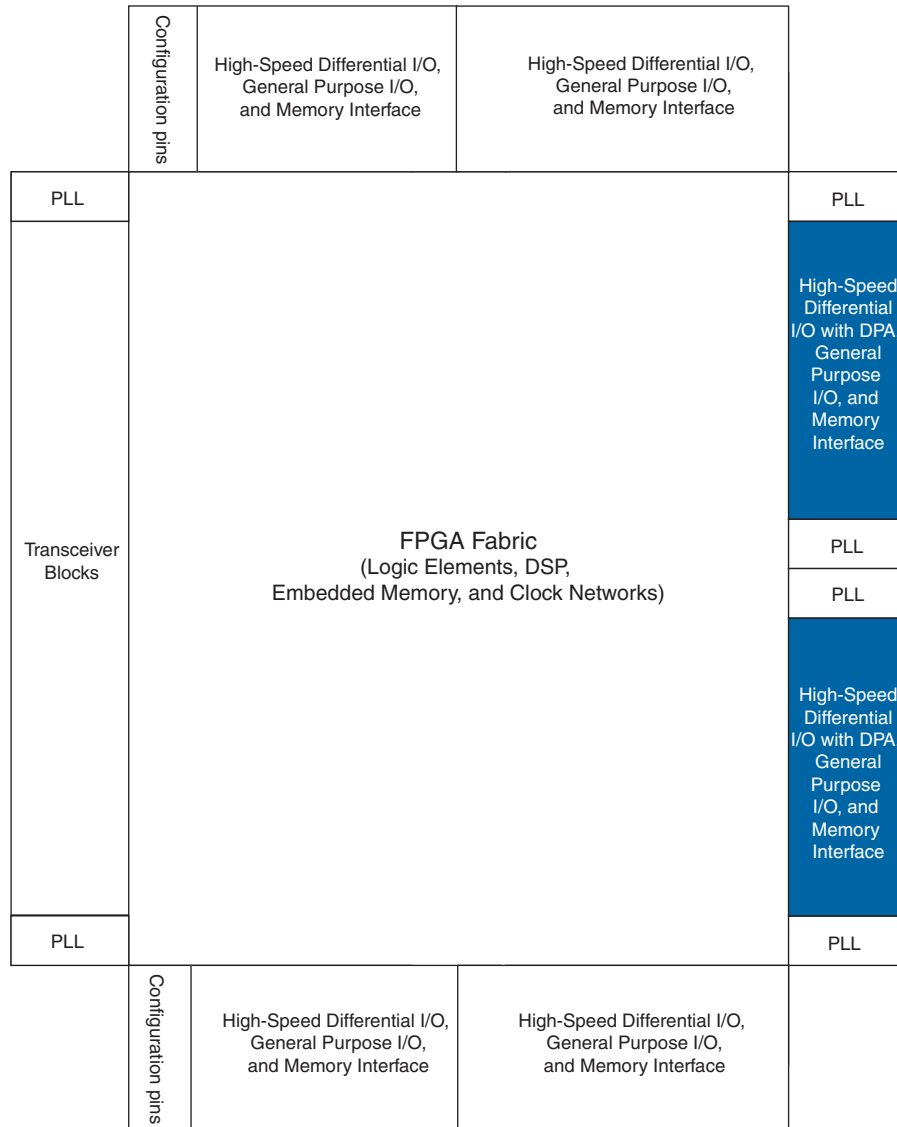 Configuration pins
High-Speed Differential I/O,
General Purpose I/O,
and Memory Interface
High-Speed Differential I/O,
General Purpose I/O,
and Memory Interface
PLL
PLL
Transceiver
Blocks
FPGA Fabric
(Logic Elements, DSP,
Embedded Memory, and Clock Networks)
High-Speed
Differential
I/O with DPA
General
Purpose
I/O, and
Memory
Interface
PLL
PLL
High-Speed
Differential
I/O with DPA
General
Purpose
I/O, and
Memory
Interface
PLL
PLL
Configuration pins
High-Speed Differential I/O,
General Purpose I/O,
and Memory Interface
High-Speed Differential I/O,
General Purpose I/O,
and Memory Interface